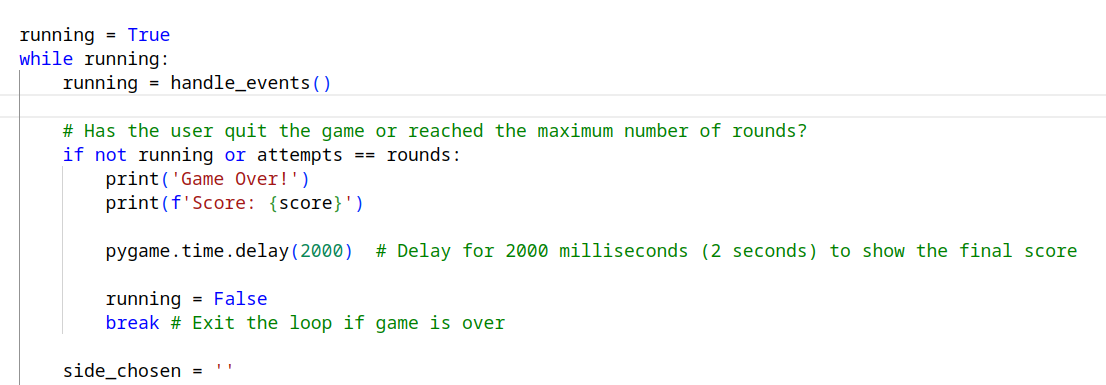 running = True
while running:
    running = handle_events()
    # Has the user quit the game or reached the maximum number of rounds?
    if not running or attempts == rounds:
        print('Game Over!')
        print(f'Score: {score}')
        pygame.time.delay(2000)  # Delay for 2000 milliseconds (2 seconds) to show the final score
        running = False
        break # Exit the loop if game is over
    side_chosen = ''